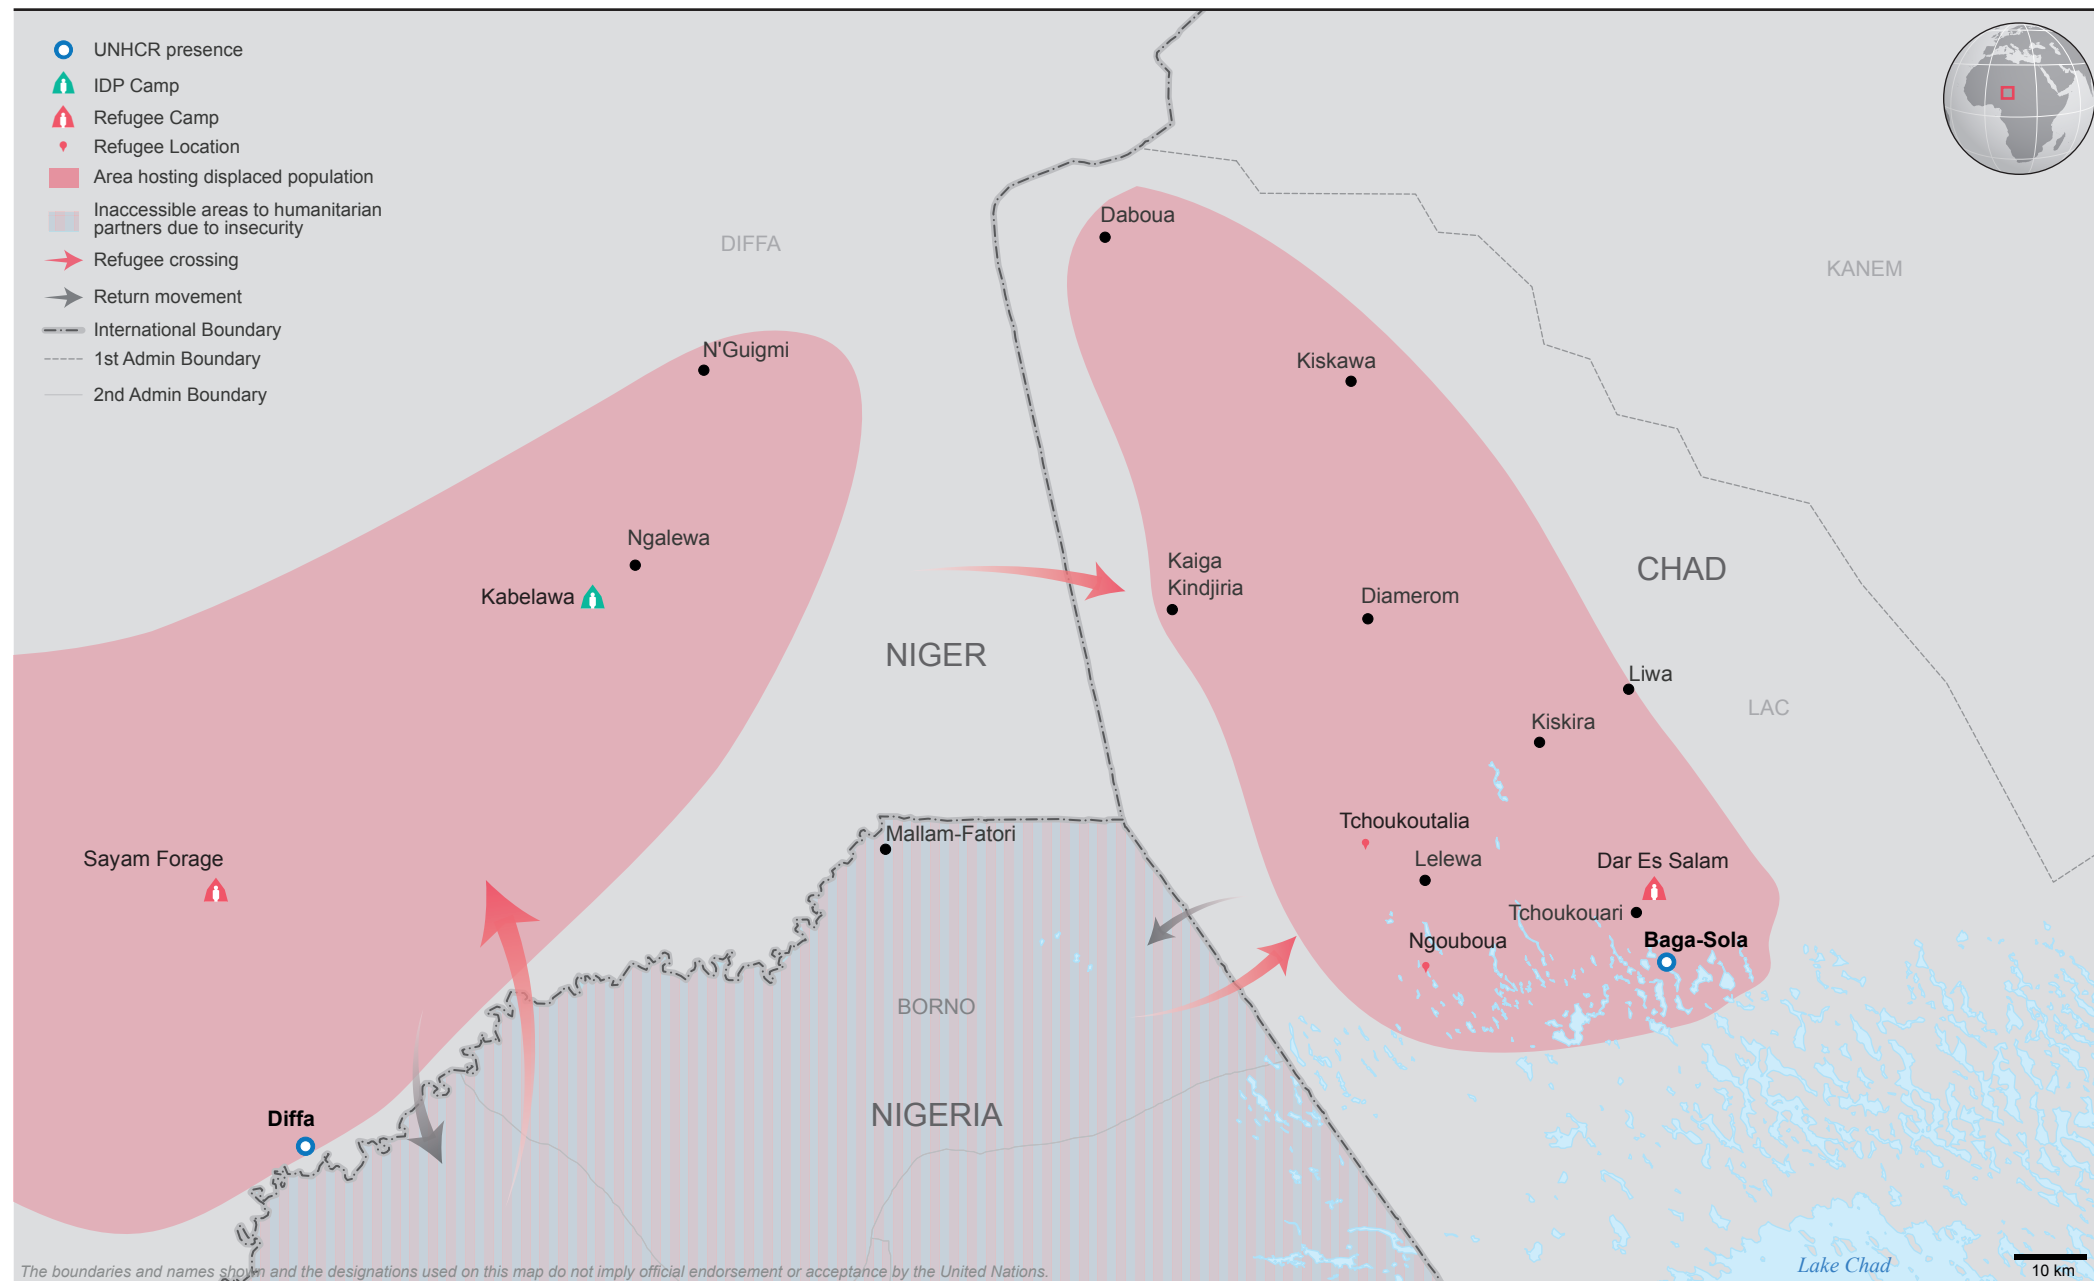 UNHCR presence
IDP Camp
Refugee Camp
Refugee Location
Area hosting displaced population
Inaccessible areas to humanitarian
partners due to insecurity
Refugee crossing
Return movement
International Boundary
1st Admin Boundary
2nd Admin Boundary
DIFFA
Daboua
KANEM
N'Guigmi
Kiskawa
Ngalewa
Kabelawa
Kaiga
Kindjiria
Diamerom
CHAD
NIGER
Liwa
LAC
Kiskira
Tchoukoutalia
Mallam-Fatori
Sayam Forage
Lelewa
Dar Es Salam
Tchoukouari
Ngouboua
Baga-Sola
BORNO
NIGERIA
Diffa
Lake Chad
10 km
The boundaries and names shown and the designations used on this map do not imply official endorsement or acceptance by the United Nations.